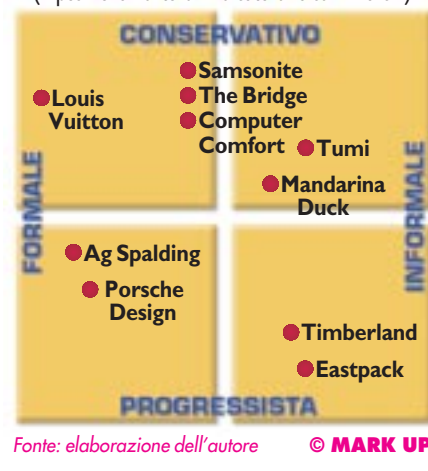 CONSERVATIVO
Samsonite
Louis
Vuitton
The Bridge
Computer
Comfort
Tumi
Mandarina
Duck
FORMALE
INFORMALE
Ag Spalding
Porsche
Design
Timberland
Eastpack
PROGRESSISTA
Fonte: elaborazione dell'autore © MARK UP